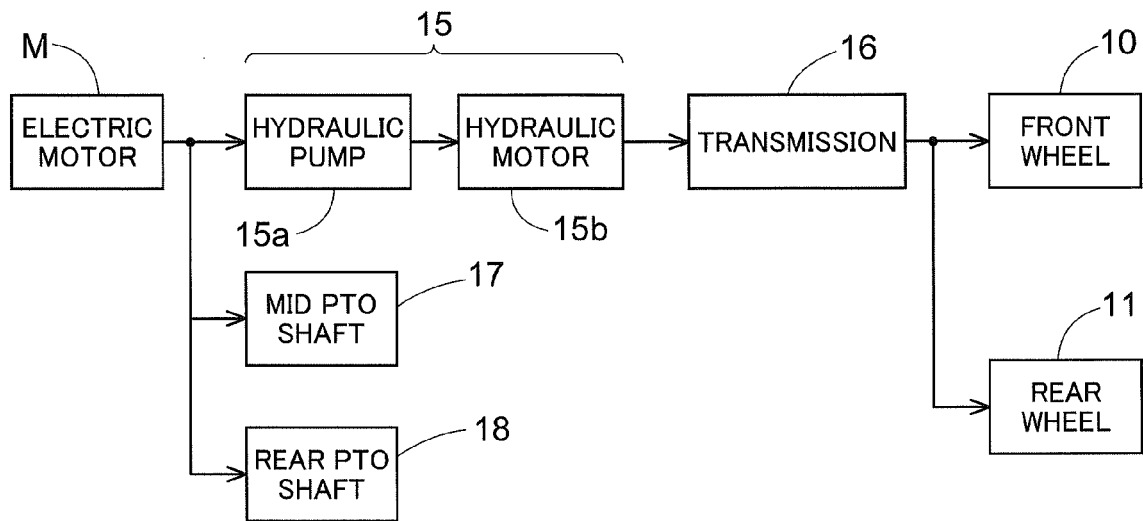 15
M
16
10
ELECTRIC
MOTOR
HYDRAULIC
PUMP
HYDRAULIC
MOTOR
TRANSMISSION
FRONT
WHEEL
15a
15b
17
MID PTO
SHAFT
11
REAR
WHEEL
18
REAR PTO
SHAFT